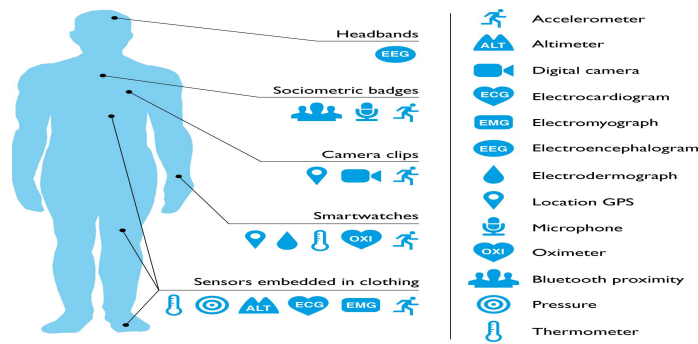 Headbands
EEG
Sociometric badges
Camera clips
Smartwatches
OXI
Sensors embedded in clothing
ALT ECG EMG
Accelerometer
ALT Altimeter
Digital camera
ECG Electrocardiogram
EMG Electromyograph
EEG Electroencephalogram
Electrodermograph
Location GPS
Microphone
OXI Oximeter
Bluetooth proximity
Pressure
Thermometer